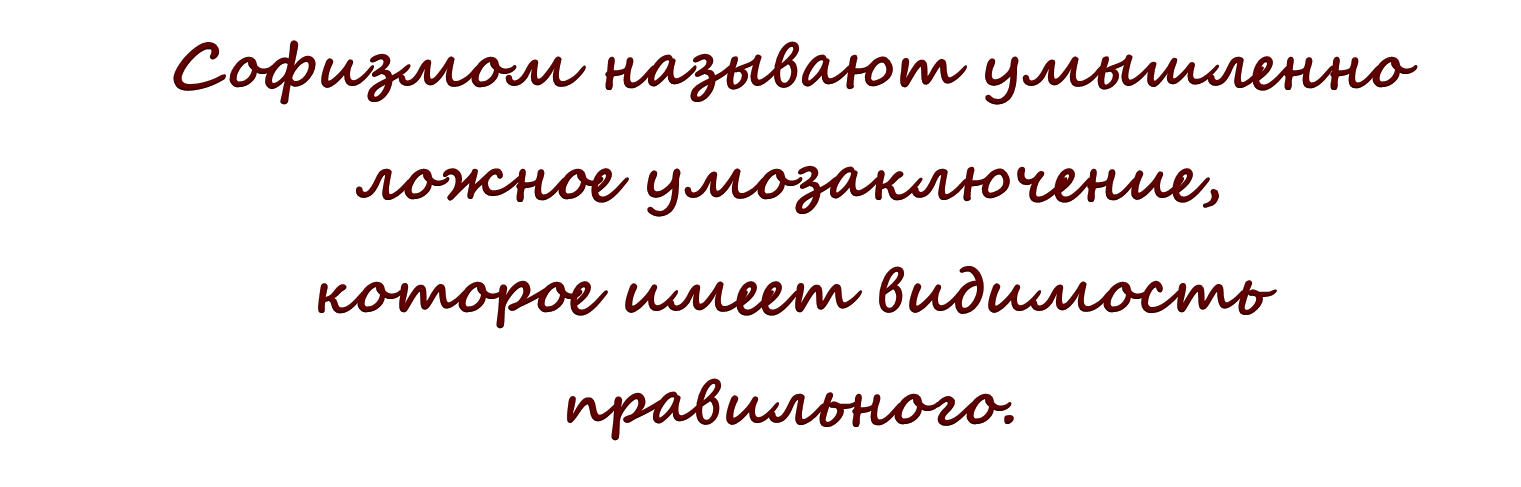 Софизмом называют умышленно
ложное умозаключение,
которое имеет видимость
правильного.